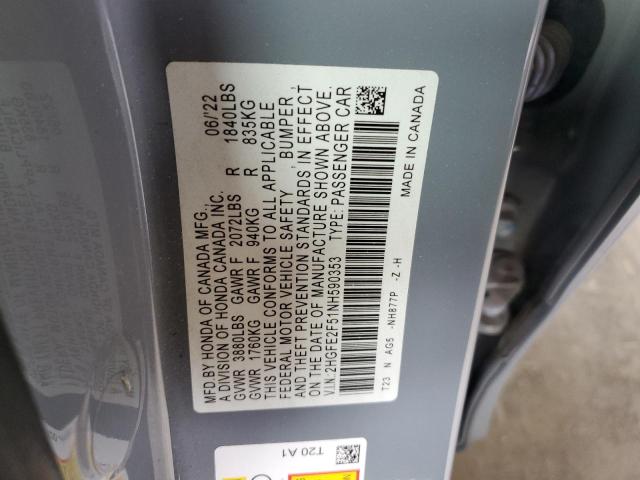 MFD BY HONDA OF CANADA MFG., 06/'22
A DIVISION OF HONDA CANADA INC.
GVWR 3880LBS GAWR F 2072LBS R 1840LBS
GVWR 1760KG GAWR F 940KG R 835KG
THIS VEHICLE CONFORMS TO ALL APPLICABLE
FEDERAL MOTOR VEHICLE SAFETY, BUMPER,
AND THEFT PREVENTION STANDARDS IN EFFECT
ON THE DATE OF MANUFACTURE SHOWN ABOVE.
V.I.N.: 2HGFE2F51NH590353 TYPE: PASSENGER CAR
T23 N AG5 -NH877P -Z -H MADE IN CANADA
T20 A1